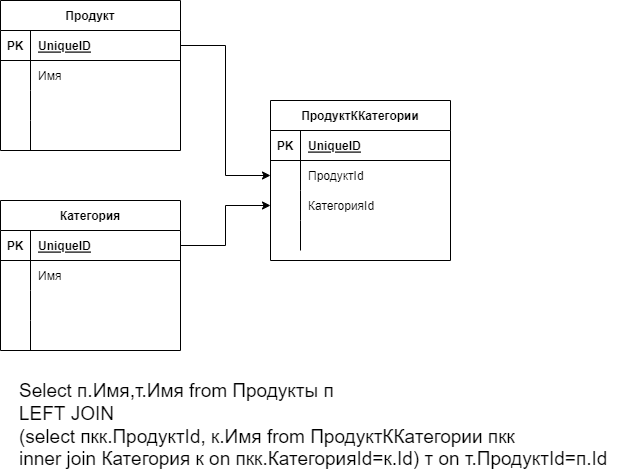 Продукт
PK UniqueID
Имя
ПродуктККатегории
PK UniqueID
ПродуктId
КатегорияId
Категория
PK UniqueID
Имя
Select п.Имя,т.Имя from Продукты п
LEFT JOIN
(select пкк.ПродуктId, к.Имя from ПродуктККатегории пкк
inner join Категория к on пкк.КатегорияId=к.Id) т on т.ПродуктId=п.Id